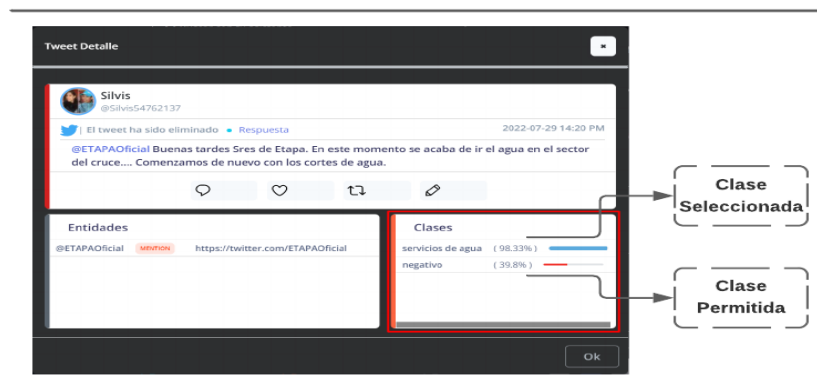 Tweet Detalle
Silvis
@Silvis54762137
| El tweet ha sido eliminado • Respuesta 2022-07-29 14:20 PM
@ETAPAOficial Buenas tardes Sres de Etapa. En este momento se acaba de ir el agua en el sector
del cruce.... Comenzamos de nuevo con los cortes de agua.
Entidades
@ETAPAOficial MENTION https://twitter.com/ETAPAOficial
Clases
servicios de agua ( 98.33% )
negativo ( 39.8% )
Ok
Clase
Seleccionada
Clase
Permitida